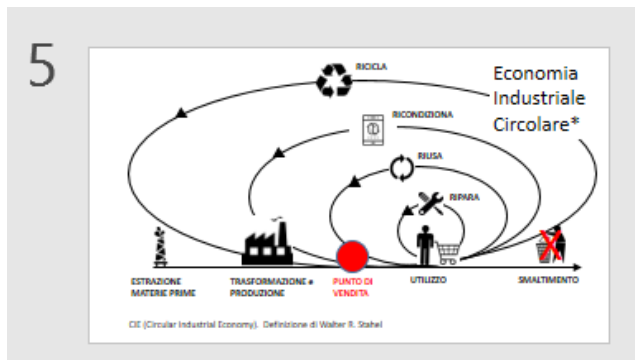 5
RICICLA
Economia
Industriale
Circolare*
RICONDIZIONA
RIUSA
RIPARA
ESTRAZIONE
MATERIE PRIME
TRASFORMAZIONE e
PRODUZIONE
PUNTO DI
VENDITA
UTILIZZO
SMALTIMENTO
CIE (Circular Industrial Economy). Definizione di Walter R. Stahel